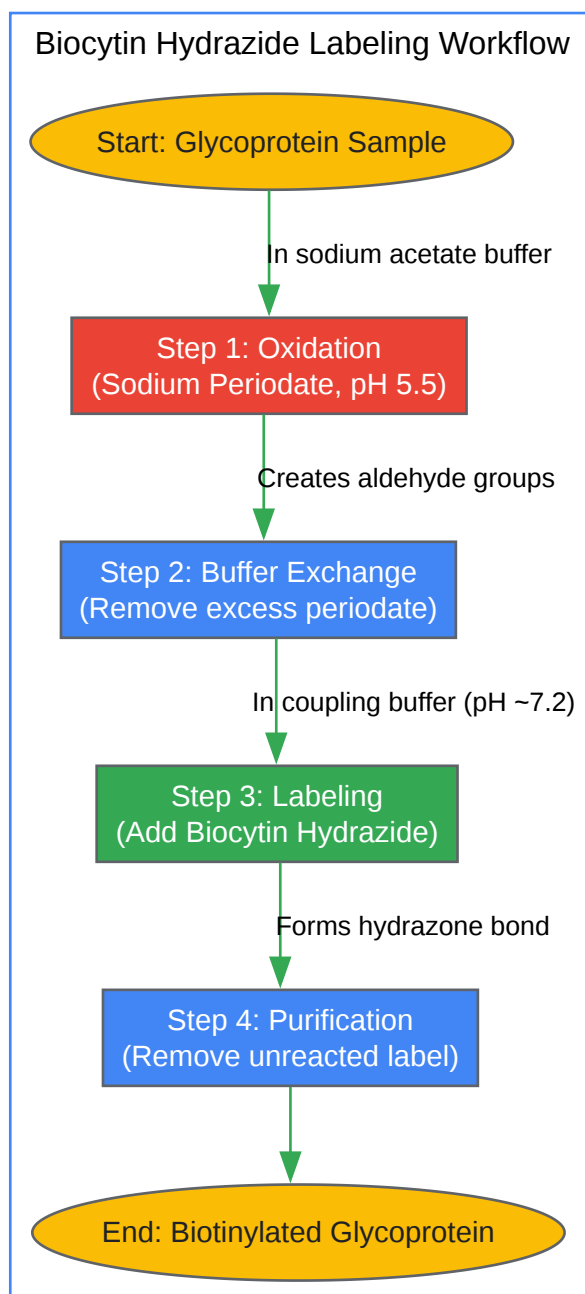 Biocytin Hydrazide Labeling Workflow
Start: Glycoprotein Sample
In sodium acetate buffer
Step 1: Oxidation
(Sodium Periodate, pH 5.5)
Creates aldehyde groups
Step 2: Buffer Exchange
(Remove excess periodate)
In coupling buffer (pH ~7.2)
Step 3: Labeling
(Add Biocytin Hydrazide)
Forms hydrazone bond
Step 4: Purification
(Remove unreacted label)
End: Biotinylated Glycoprotein